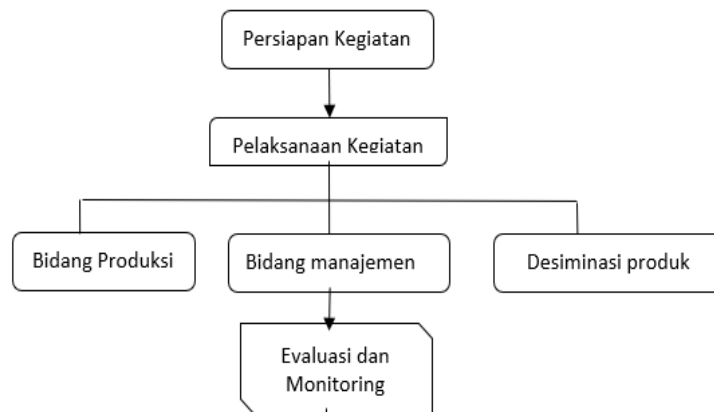 Persiapan Kegiatan
Pelaksanaan Kegiatan
Bidang Produksi
Bidang manajemen
Desiminasi produk
Evaluasi dan
Monitoring